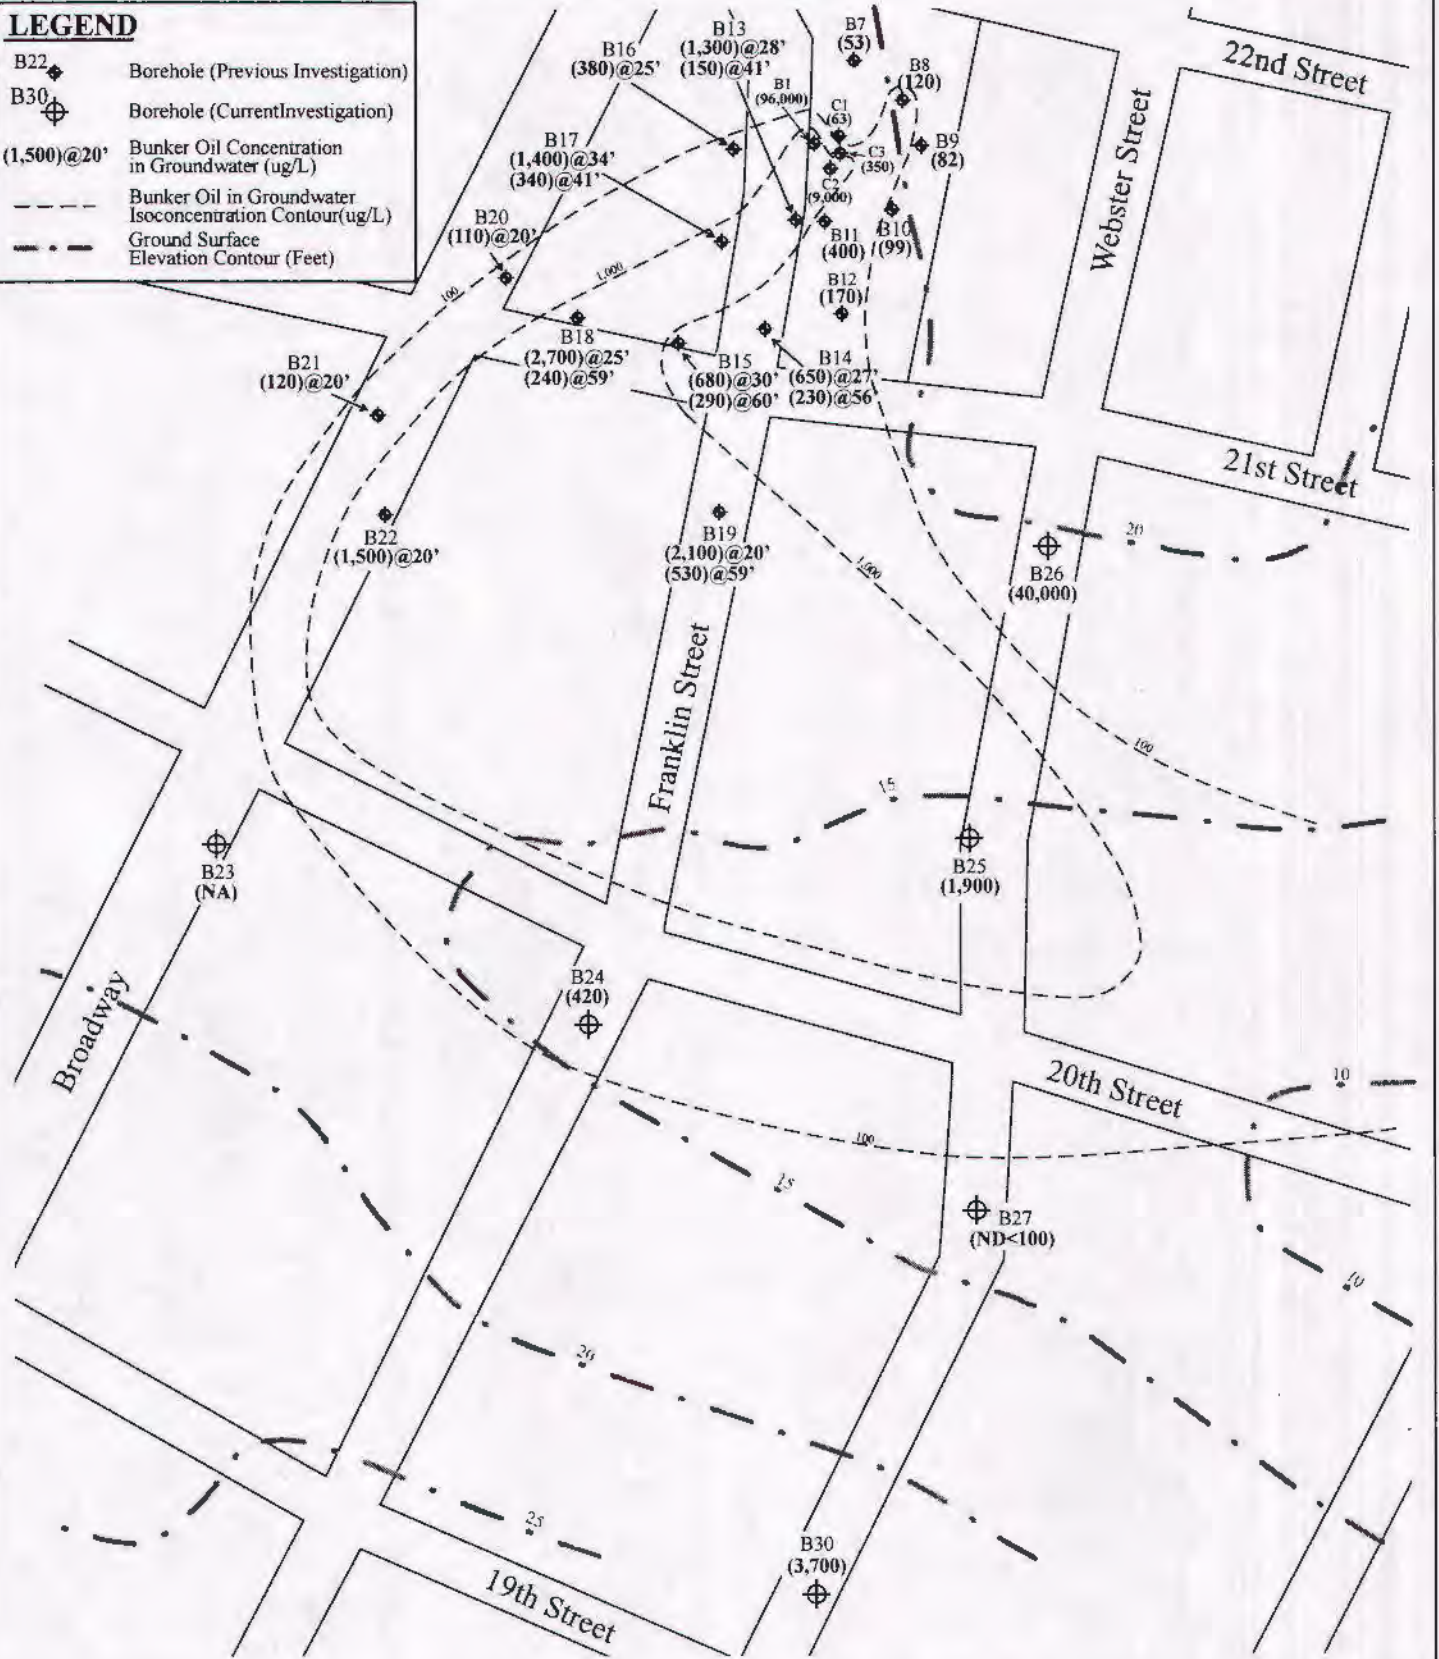 LEGEND
B22
Borehole (Previous Investigation)
B30
Borehole (CurrentInvestigation)
(1,500)@20'
Bunker Oil Concentration
in Groundwater (ug/L)
Bunker Oil in Groundwater
Isoconcentration Contour(ug/L)
Ground Surface
Elevation Contour (Feet)
B16
(380)@25'
B13
(1,300)@28'
(150)@41'
B7
(53)
22nd Street
B8
(120)
B1
(96,000)
C1
(63)
B17
(1,400)@34'
(340)@41'
C3
(350)
B9
(82)
C2
(9,000)
Webster Street
B20
(110)@20'
B11
(400)
B10
(99)
1,000
100
B12
(170)
B18
(2,700)@25'
(240)@59'
B15
(680)@30'
(290)@60'
B14
(650)@27'
(230)@56'
B21
(120)@20'
21st Street
B22
(1,500)@20'
B19
(2,100)@20'
(530)@59'
20
1,000
B26
(40,000)
Franklin Street
100
15
B23
(NA)
B25
(1,900)
B24
(420)
Broadway
20th Street
10
100
15
B27
(ND<100)
10
20
25
B30
(3,700)
19th Street